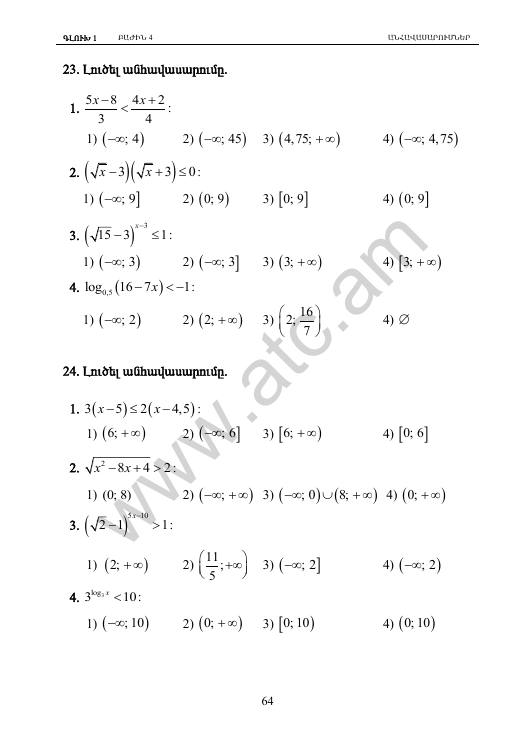 ԳԼՈՒԽ 1 ԲԱԺԻՆ 4 ԱՆՀԱՎԱՍԱՐՈՒՄՆԵՐ
23. Լուծել անհավասարումը.
1. (5x − 8)/3 < (4x + 2)/4 :
1) (−∞; 4) 2) (−∞; 45) 3) (4,75; +∞) 4) (−∞; 4,75)
2. (√x − 3)(√x + 3) ≤ 0 :
1) (−∞; 9] 2) (0; 9) 3) [0; 9] 4) (0; 9]
3. (√15 − 3)^(x−3) ≤ 1 :
1) (−∞; 3) 2) (−∞; 3] 3) (3; +∞) 4) [3; +∞)
4. log₀,₅ (16 − 7x) < −1 :
1) (−∞; 2) 2) (2; +∞) 3) (2; 16/7) 4) ∅
24. Լուծել անհավասարումը.
1. 3(x − 5) ≤ 2(x − 4,5) :
1) (6; +∞) 2) (−∞; 6] 3) [6; +∞) 4) [0; 6]
2. √(x² − 8x + 4) > 2 :
1) (0; 8) 2) (−∞; +∞) 3) (−∞; 0) ∪ (8; +∞) 4) (0; +∞)
3. (√2 − 1)^(5x−10) > 1 :
1) (2; +∞) 2) (11/5; +∞) 3) (−∞; 2] 4) (−∞; 2)
4. 3^(log₃ x) < 10 :
1) (−∞; 10) 2) (0; +∞) 3) [0; 10) 4) (0; 10)
64
www.atc.am